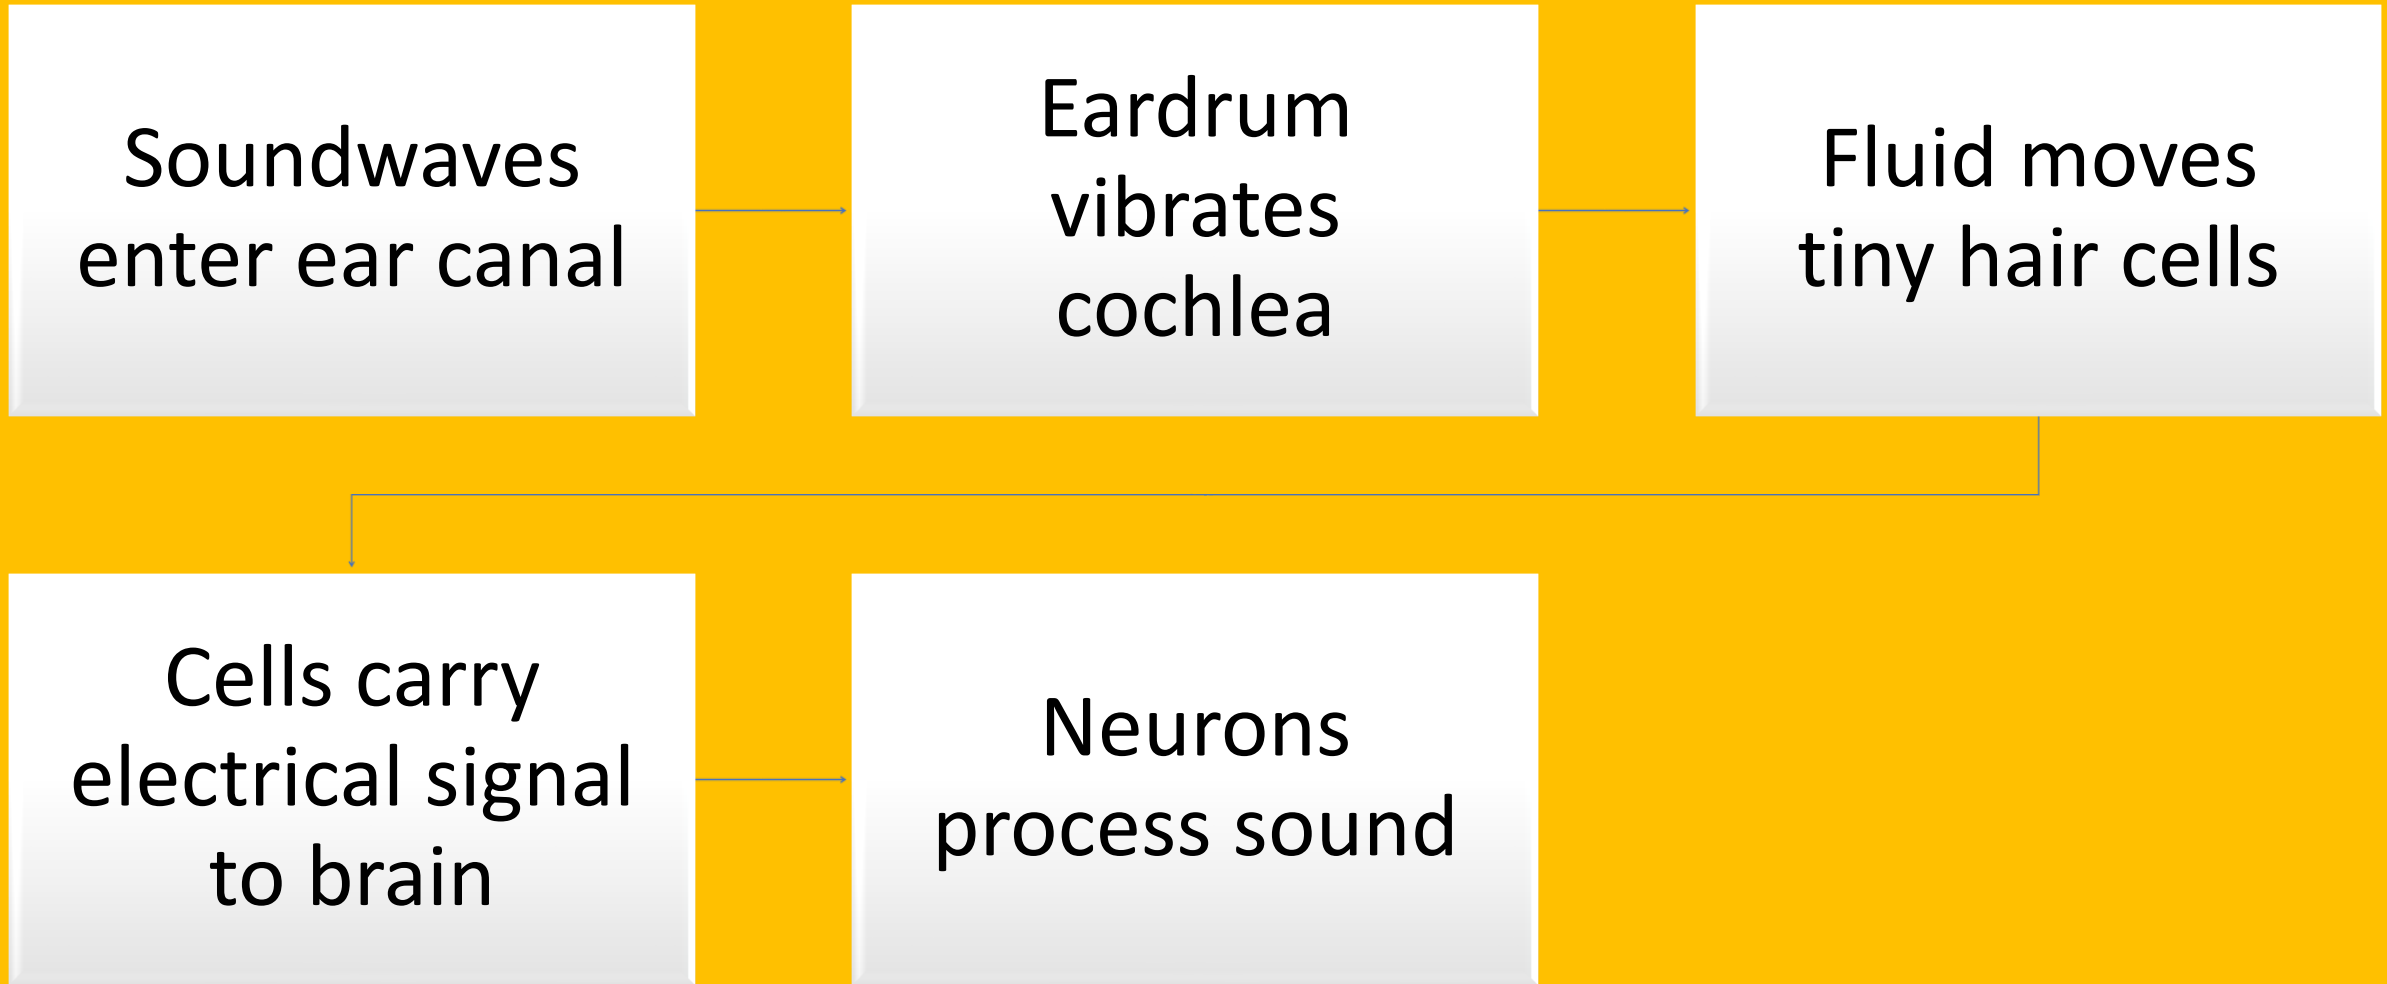 Soundwaves
enter ear canal
Eardrum
vibrates
cochlea
Fluid moves
tiny hair cells
Cells carry
electrical signal
to brain
Neurons
process sound